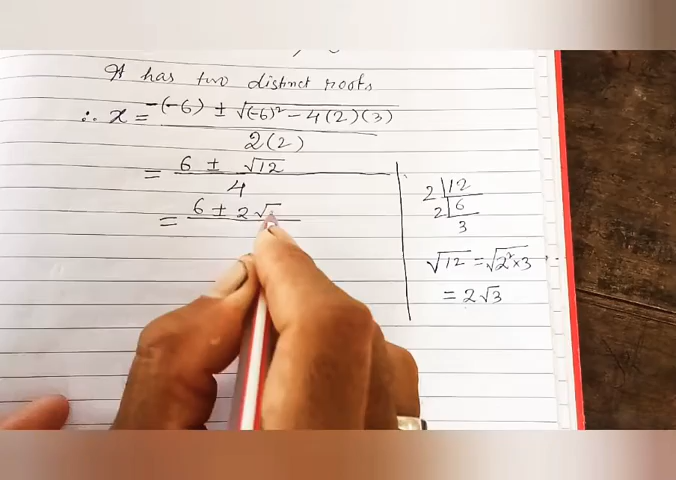 It has two distinct roots
∴ x = -(-6) ± √(-6)² - 4(2)(3)
2(2)
= 6 ± √12
4
= 6 ± 2√
2 | 12
2 | 6
3
√12 = √2²×3
= 2√3